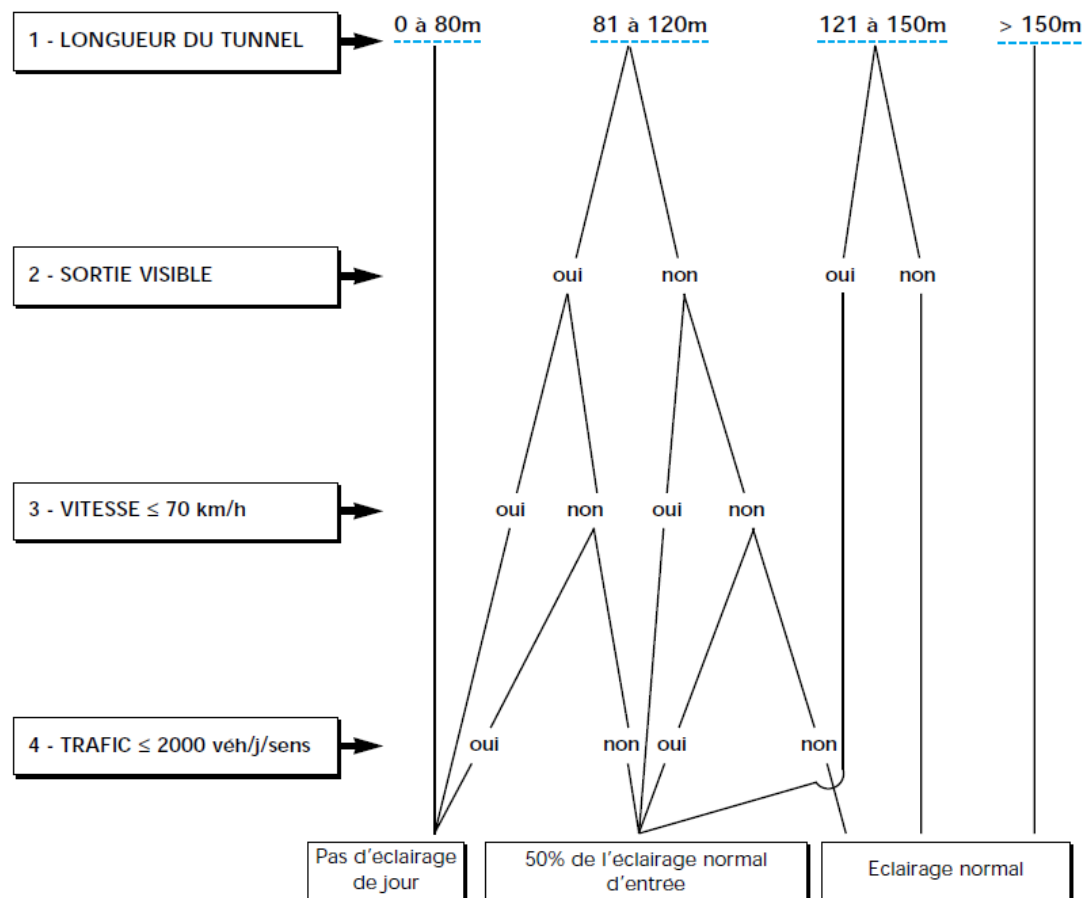 1 - LONGUEUR DU TUNNEL 0 à 80m 81 à 120m 121 à 150m > 150m
2 - SORTIE VISIBLE oui non oui non
3 - VITESSE ≤ 70 km/h oui non oui non
4 - TRAFIC ≤ 2000 véh/j/sens oui non oui non
Pas d'éclairage
de jour
50% de l'éclairage normal
d'entrée
Eclairage normal